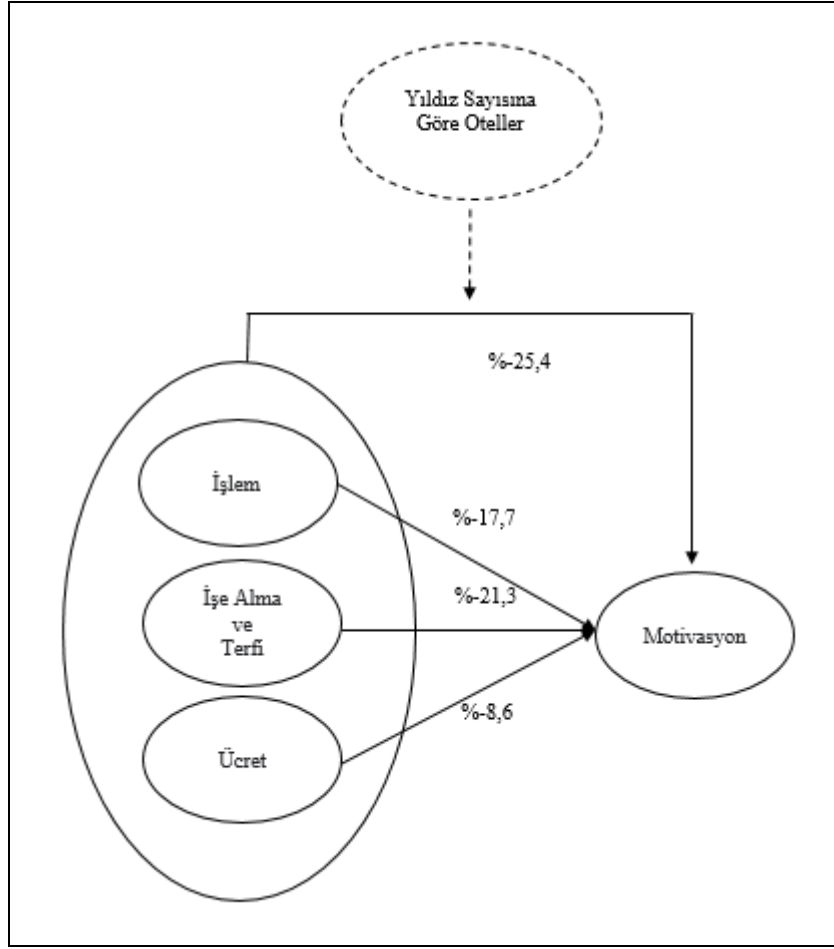 Yıldız Sayısına
Göre Oteller
%-25,4
İşlem
%-17,7
İşe Alma
ve
Terfi
%-21,3
Motivasyon
%-8,6
Ücret